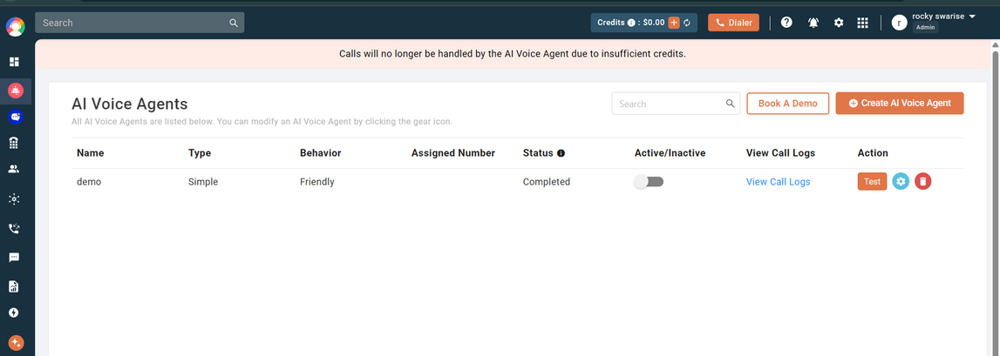 Search
Credits : $0.00
Dialer
r
rocky swarise
Admin
Calls will no longer be handled by the AI Voice Agent due to insufficient credits.
AI Voice Agents
All AI Voice Agents are listed below. You can modify an AI Voice Agent by clicking the gear icon.
Search
Book A Demo
Create AI Voice Agent
Name Type Behavior Assigned Number Status Active/Inactive View Call Logs Action
demo Simple Friendly Completed View Call Logs Test